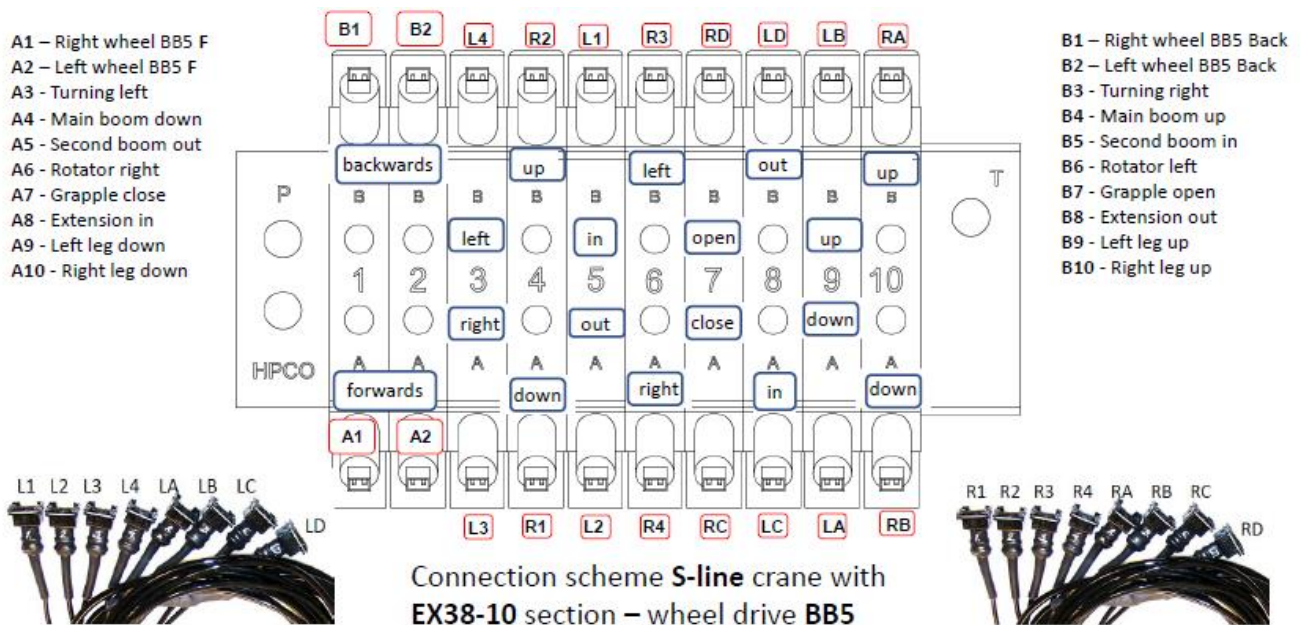 A1 – Right wheel BB5 F
A2 – Left wheel BB5 F
A3 - Turning left
A4 - Main boom down
A5 - Second boom out
A6 - Rotator right
A7 - Grapple close
A8 - Extension in
A9 - Left leg down
A10 - Right leg down
B1 B2 L4 R2 L1 R3 RD LD LB RA
B1 – Right wheel BB5 Back
B2 – Left wheel BB5 Back
B3 - Turning right
B4 - Main boom up
B5 - Second boom in
B6 - Rotator left
B7 - Grapple open
B8 - Extension out
B9 - Left leg up
B10 - Right leg up
backwards up left out up
P T
B B B B B B B B B B
left in open up
1 2 3 4 5 6 7 8 9 10
right out close down
HPCO
A A A A A A A A A A
forwards down right in down
A1 A2
L3 R1 L2 R4 RC LC LA RB
L1 L2 L3 L4 LA LB LC LD
R1 R2 R3 R4 RA RB RC RD
Connection scheme S-line crane with
EX38-10 section – wheel drive BB5